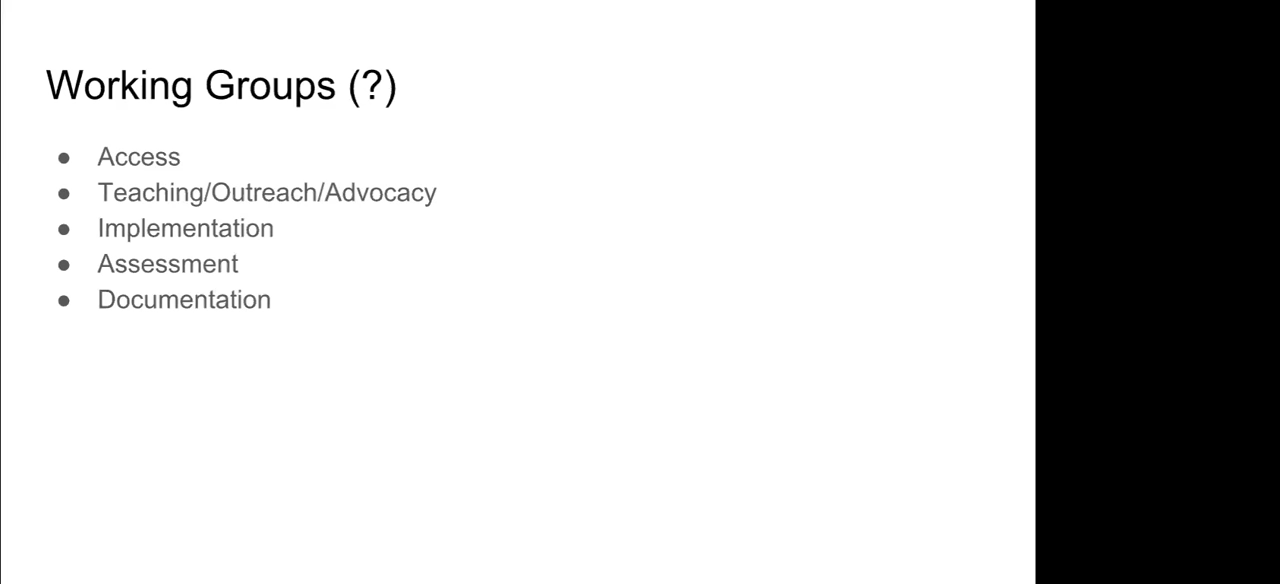 Working Groups (?)
● Access
● Teaching/Outreach/Advocacy
● Implementation
● Assessment
● Documentation